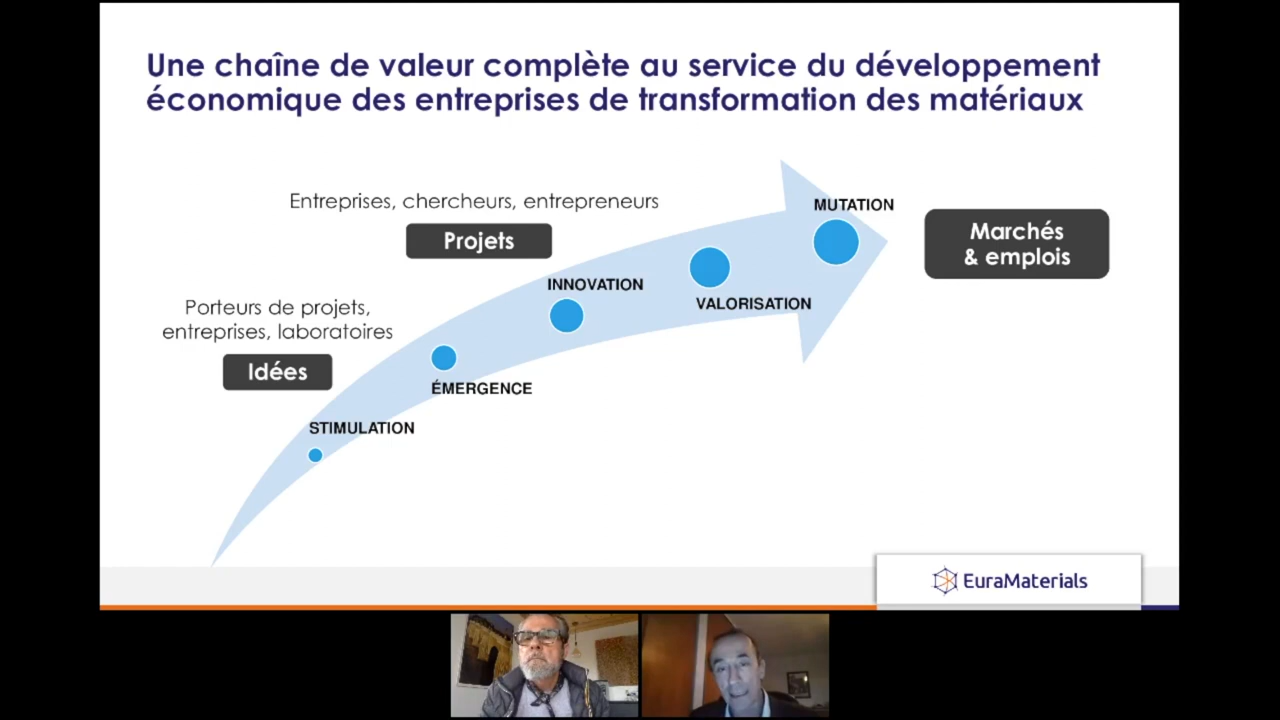 Une chaîne de valeur complète au service du développement
économique des entreprises de transformation des matériaux
Entreprises, chercheurs, entrepreneurs
Projets
Porteurs de projets,
entreprises, laboratoires
Idées
STIMULATION
ÉMERGENCE
INNOVATION
VALORISATION
MUTATION
Marchés
& emplois
EuraMaterials